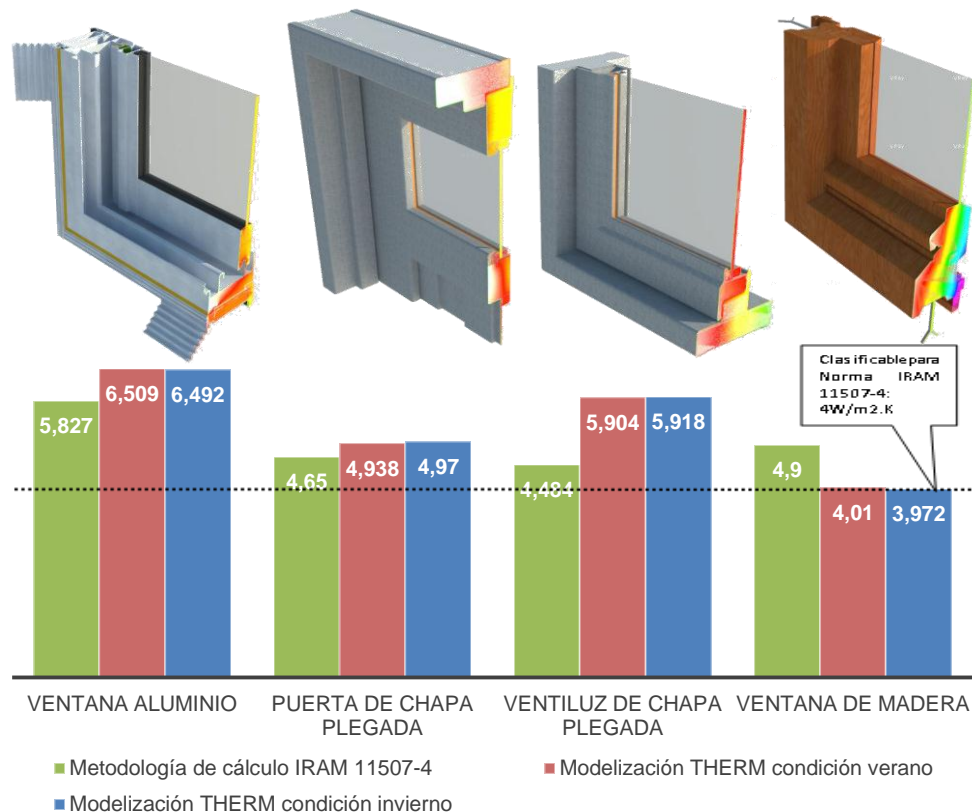 Clasificable para
Norma IRAM
11507-4:
4W/m2.K
5,827
6,509
6,492
4,65
4,938
4,97
4,484
5,904
5,918
4,9
4,01
3,972
VENTANA ALUMINIO
PUERTA DE CHAPA
PLEGADA
VENTILUZ DE CHAPA
PLEGADA
VENTANA DE MADERA
Metodología de cálculo IRAM 11507-4
Modelización THERM condición verano
Modelización THERM condición invierno